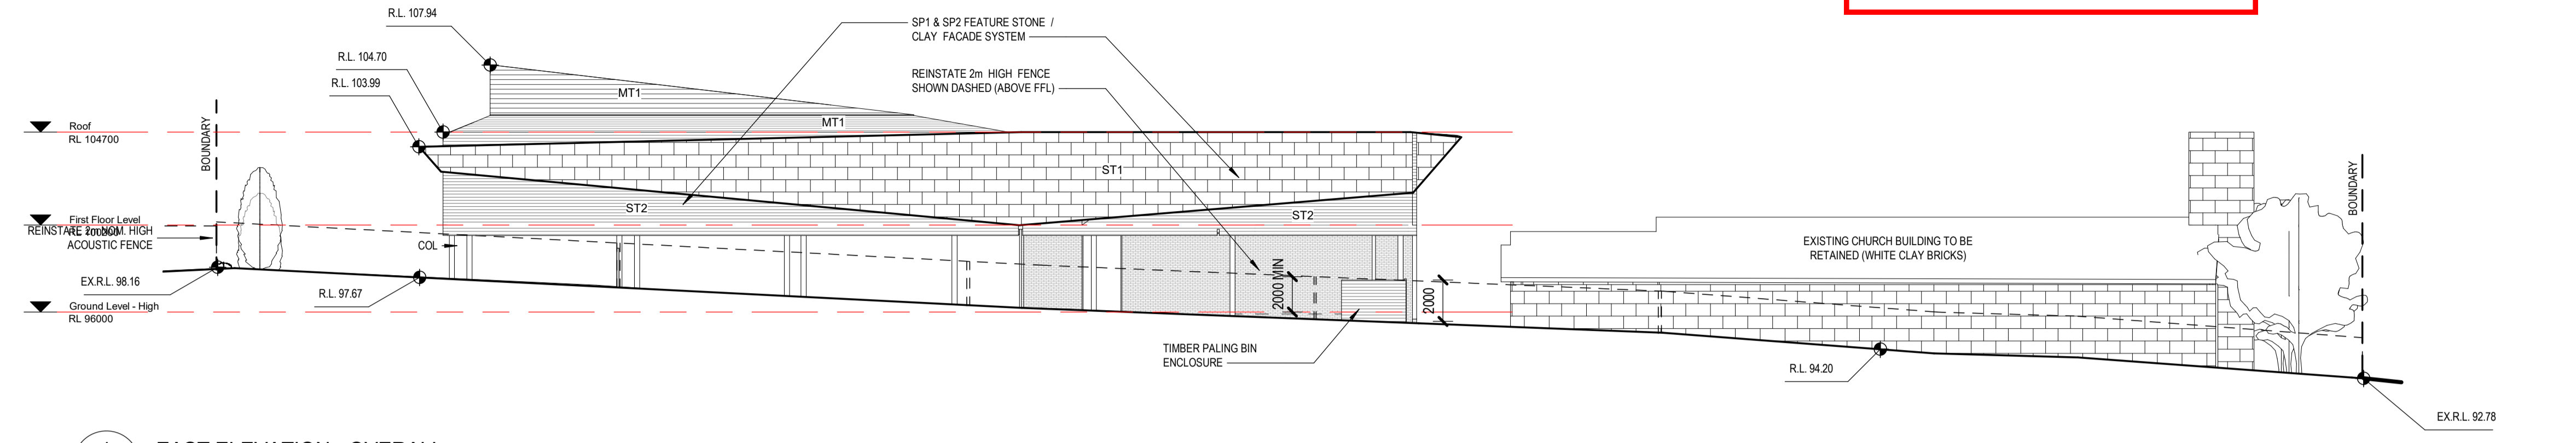 R.L. 107.94
R.L. 104.70
R.L. 103.99
SP1 & SP2 FEATURE STONE /
CLAY FACADE SYSTEM
REINSTATE 2m HIGH FENCE
SHOWN DASHED (ABOVE FFL)
MT1
MT1
Roof
RL 104700
BOUNDARY
ST1
ST2
ST2
First Floor Level
REINSTATE 2m NOM. HIGH
ACOUSTIC FENCE
COL
EX.R.L. 98.16
R.L. 97.67
Ground Level - High
RL 96000
2000 MIN
2000
TIMBER PALING BIN
ENCLOSURE
EXISTING CHURCH BUILDING TO BE
RETAINED (WHITE CLAY BRICKS)
BOUNDARY
R.L. 94.20
EX.R.L. 92.78